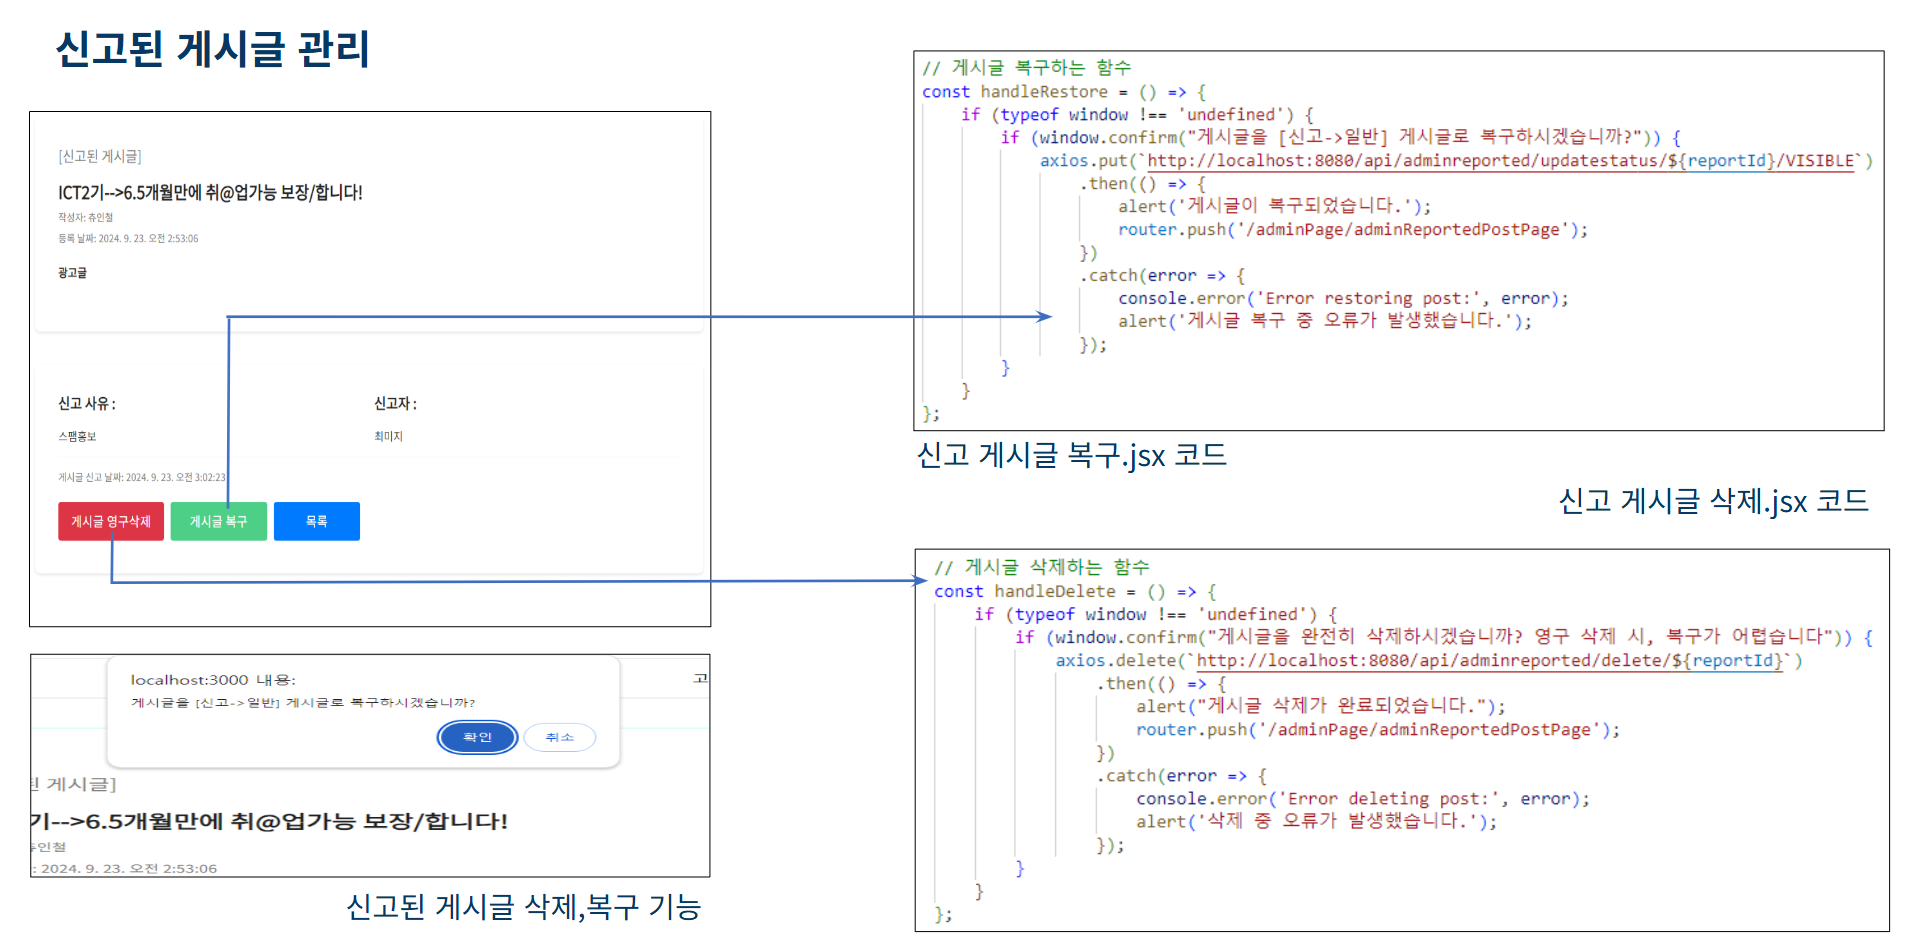 신고된 게시글 관리
[신고된 게시글]
ICT2기-->6.5개월만에 취@업가능 보장/합니다!
작성자: 츄인철
등록 날짜: 2024. 9. 23. 오전 2:53:06
광고글
신고 사유 :
신고자 :
스팸홍보
최미지
게시글 신고 날짜: 2024. 9. 23. 오전 3:02:23
게시글 영구삭제
게시글 복구
목록
localhost:3000 내용:
게시글을 [신고->일반] 게시글로 복구하시겠습니까?
확인
취소
고
게시글]
기-->6.5개월만에 취@업가능 보장/합니다!
인철
: 2024. 9. 23. 오전 2:53:06
신고된 게시글 삭제,복구 기능
// 게시글 복구하는 함수
const handleRestore = () => {
    if (typeof window !== 'undefined') {
        if (window.confirm("게시글을 [신고->일반] 게시글로 복구하시겠습니까?")) {
            axios.put(`http://localhost:8080/api/adminreported/updatestatus/${reportId}/VISIBLE`)
                .then(() => {
                    alert('게시글이 복구되었습니다.');
                    router.push('/adminPage/adminReportedPostPage');
                })
                .catch(error => {
                    console.error('Error restoring post:', error);
                    alert('게시글 복구 중 오류가 발생했습니다.');
                });
        }
    }
};
신고 게시글 복구.jsx 코드
신고 게시글 삭제.jsx 코드
// 게시글 삭제하는 함수
const handleDelete = () => {
    if (typeof window !== 'undefined') {
        if (window.confirm("게시글을 완전히 삭제하시겠습니까? 영구 삭제 시, 복구가 어렵습니다")) {
            axios.delete(`http://localhost:8080/api/adminreported/delete/${reportId}`)
                .then(() => {
                    alert("게시글 삭제가 완료되었습니다.");
                    router.push('/adminPage/adminReportedPostPage');
                })
                .catch(error => {
                    console.error('Error deleting post:', error);
                    alert('삭제 중 오류가 발생했습니다.');
                });
        }
    }
};